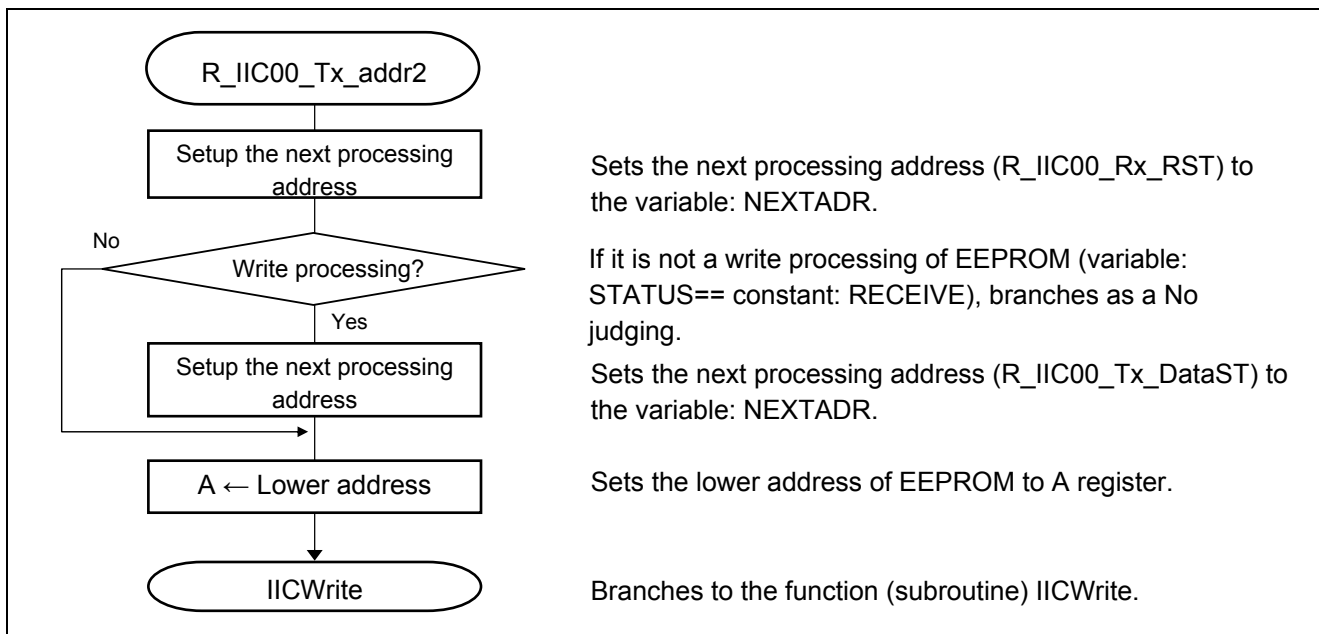 R_IIC00_Tx_addr2
Setup the next processing
address
Sets the next processing address (R_IIC00_Rx_RST) to
the variable: NEXTADR.
No
Write processing?
If it is not a write processing of EEPROM (variable:
STATUS== constant: RECEIVE), branches as a No
judging.
Yes
Setup the next processing
address
Sets the next processing address (R_IIC00_Tx_DataST) to
the variable: NEXTADR.
A ← Lower address
Sets the lower address of EEPROM to A register.
IICWrite
Branches to the function (subroutine) IICWrite.